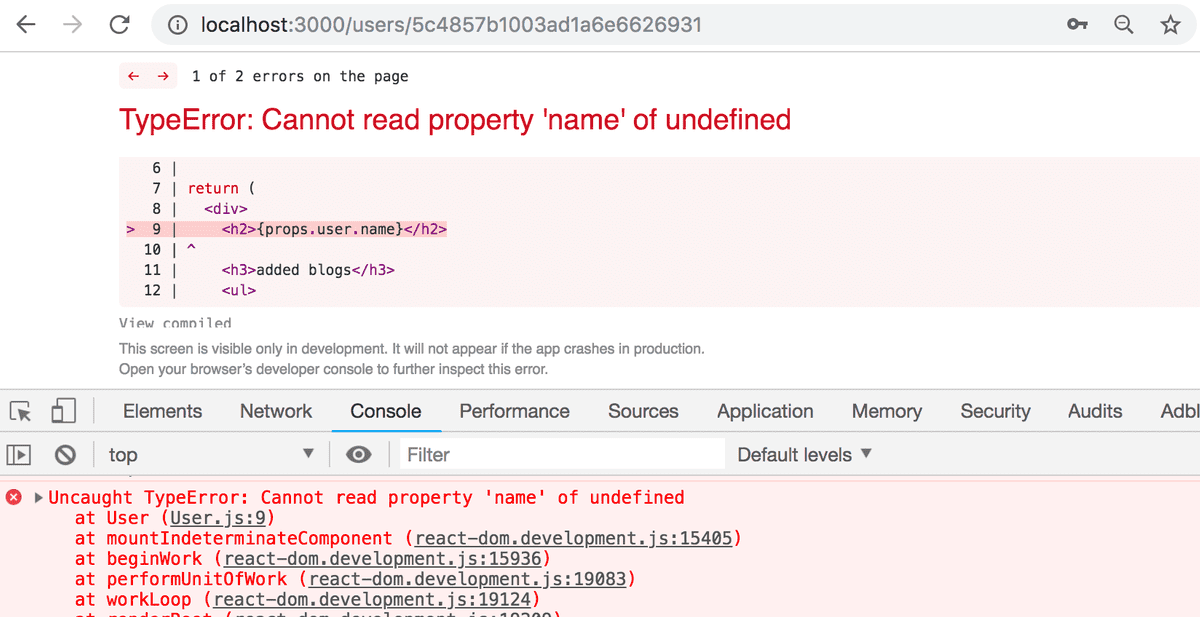 localhost:3000/users/5c4857b1003ad1a6e6626931
← → 1 of 2 errors on the page
TypeError: Cannot read property 'name' of undefined
6 |
7 | return (
8 | <div>
> 9 | <h2>{props.user.name}</h2>
10 | ^
11 | <h3>added blogs</h3>
12 | <ul>
View compiled
This screen is visible only in development. It will not appear if the app crashes in production.
Open your browser's developer console to further inspect this error.
Elements Network Console Performance Sources Application Memory Security Audits Adbl
top ▼ Filter Default levels ▼
Uncaught TypeError: Cannot read property 'name' of undefined
at User (User.js:9)
at mountIndeterminateComponent (react-dom.development.js:15405)
at beginWork (react-dom.development.js:15936)
at performUnitOfWork (react-dom.development.js:19083)
at workLoop (react-dom.development.js:19124)